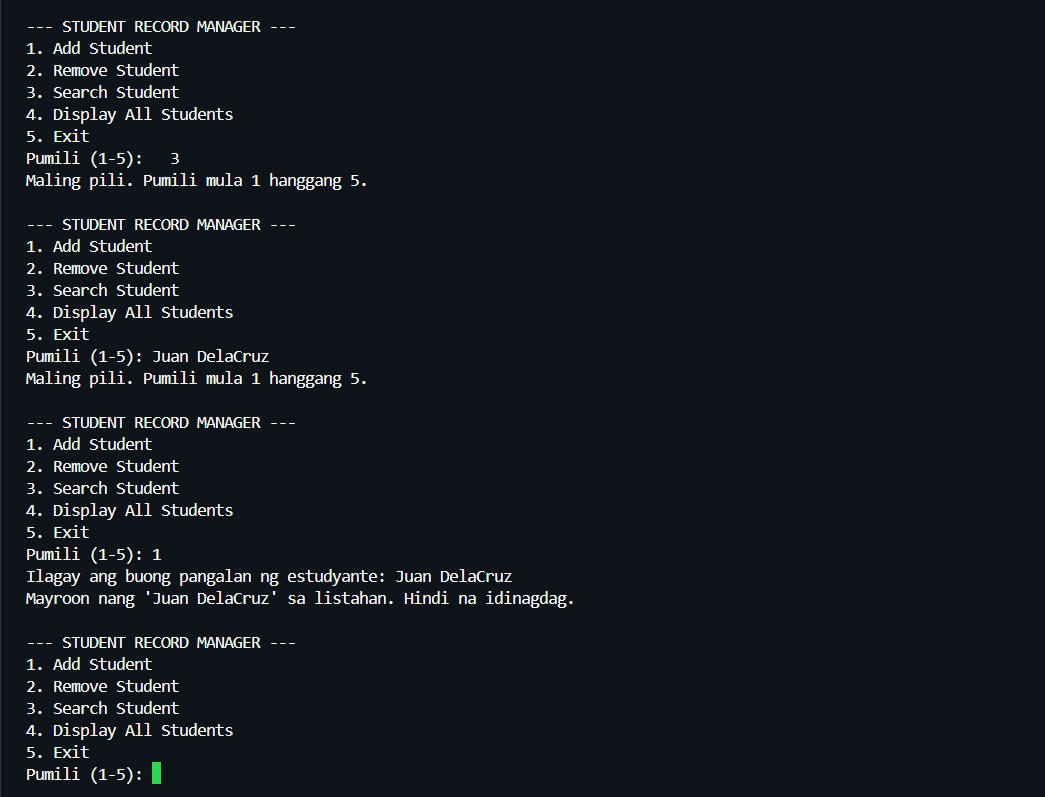 --- STUDENT RECORD MANAGER ---
1. Add Student
2. Remove Student
3. Search Student
4. Display All Students
5. Exit
Pumili (1-5):   3
Maling pili. Pumili mula 1 hanggang 5.

--- STUDENT RECORD MANAGER ---
1. Add Student
2. Remove Student
3. Search Student
4. Display All Students
5. Exit
Pumili (1-5): Juan DelaCruz
Maling pili. Pumili mula 1 hanggang 5.

--- STUDENT RECORD MANAGER ---
1. Add Student
2. Remove Student
3. Search Student
4. Display All Students
5. Exit
Pumili (1-5): 1
Ilagay ang buong pangalan ng estudyante: Juan DelaCruz
Mayroon nang 'Juan DelaCruz' sa listahan. Hindi na idinagdag.

--- STUDENT RECORD MANAGER ---
1. Add Student
2. Remove Student
3. Search Student
4. Display All Students
5. Exit
Pumili (1-5):